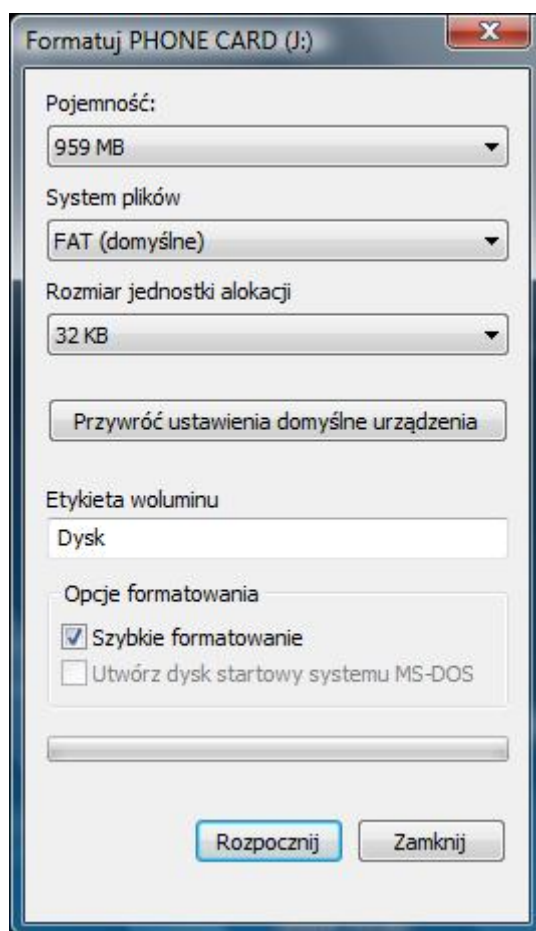 Formatuj PHONE CARD (J:)
Pojemność:
959 MB
System plików
FAT (domyślne)
Rozmiar jednostki alokacji
32 KB
Przywróć ustawienia domyślne urządzenia
Etykieta woluminu
Dysk
Opcje formatowania
Szybkie formatowanie
Utwórz dysk startowy systemu MS-DOS
Rozpocznij Zamknij